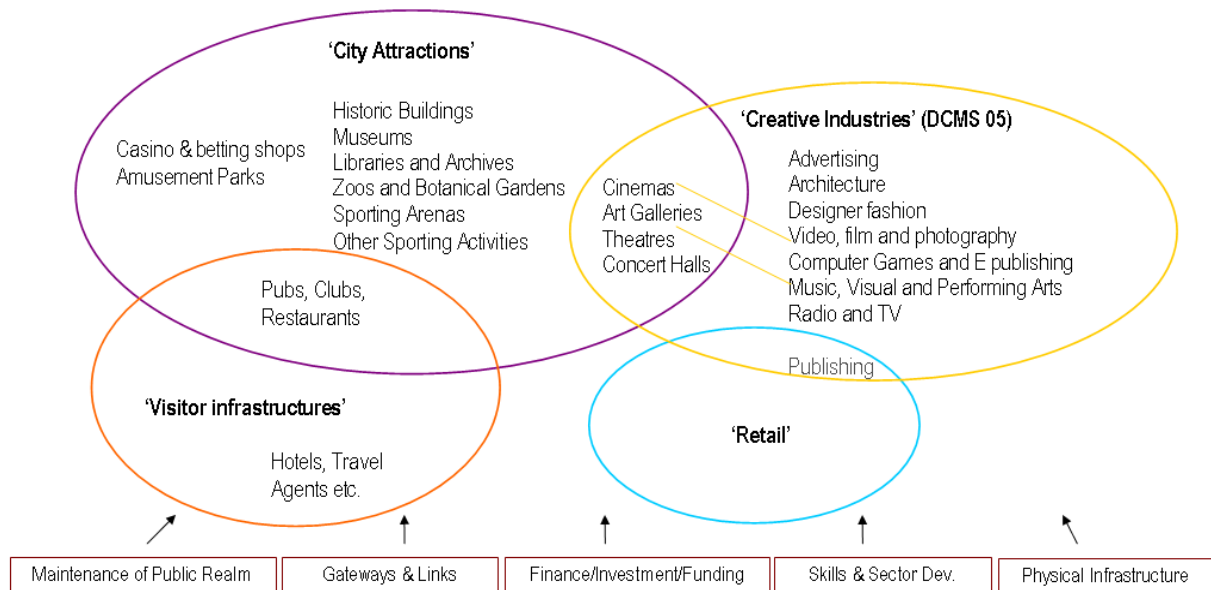 ‘City Attractions’
Historic Buildings
Museums
Libraries and Archives
Zoos and Botanical Gardens
Sporting Arenas
Other Sporting Activities
Casino & betting shops
Amusement Parks
‘Creative Industries’ (DCMS 05)
Advertising
Architecture
Designer fashion
Video, film and photography
Computer Games and E publishing
Music, Visual and Performing Arts
Radio and TV
Publishing
Cinemas
Art Galleries
Theatres
Concert Halls
Pubs, Clubs,
Restaurants
‘Visitor infrastructures’
Hotels, Travel
Agents etc.
‘Retail’
Maintenance of Public Realm
Gateways & Links
Finance/Investment/Funding
Skills & Sector Dev.
Physical Infrastructure